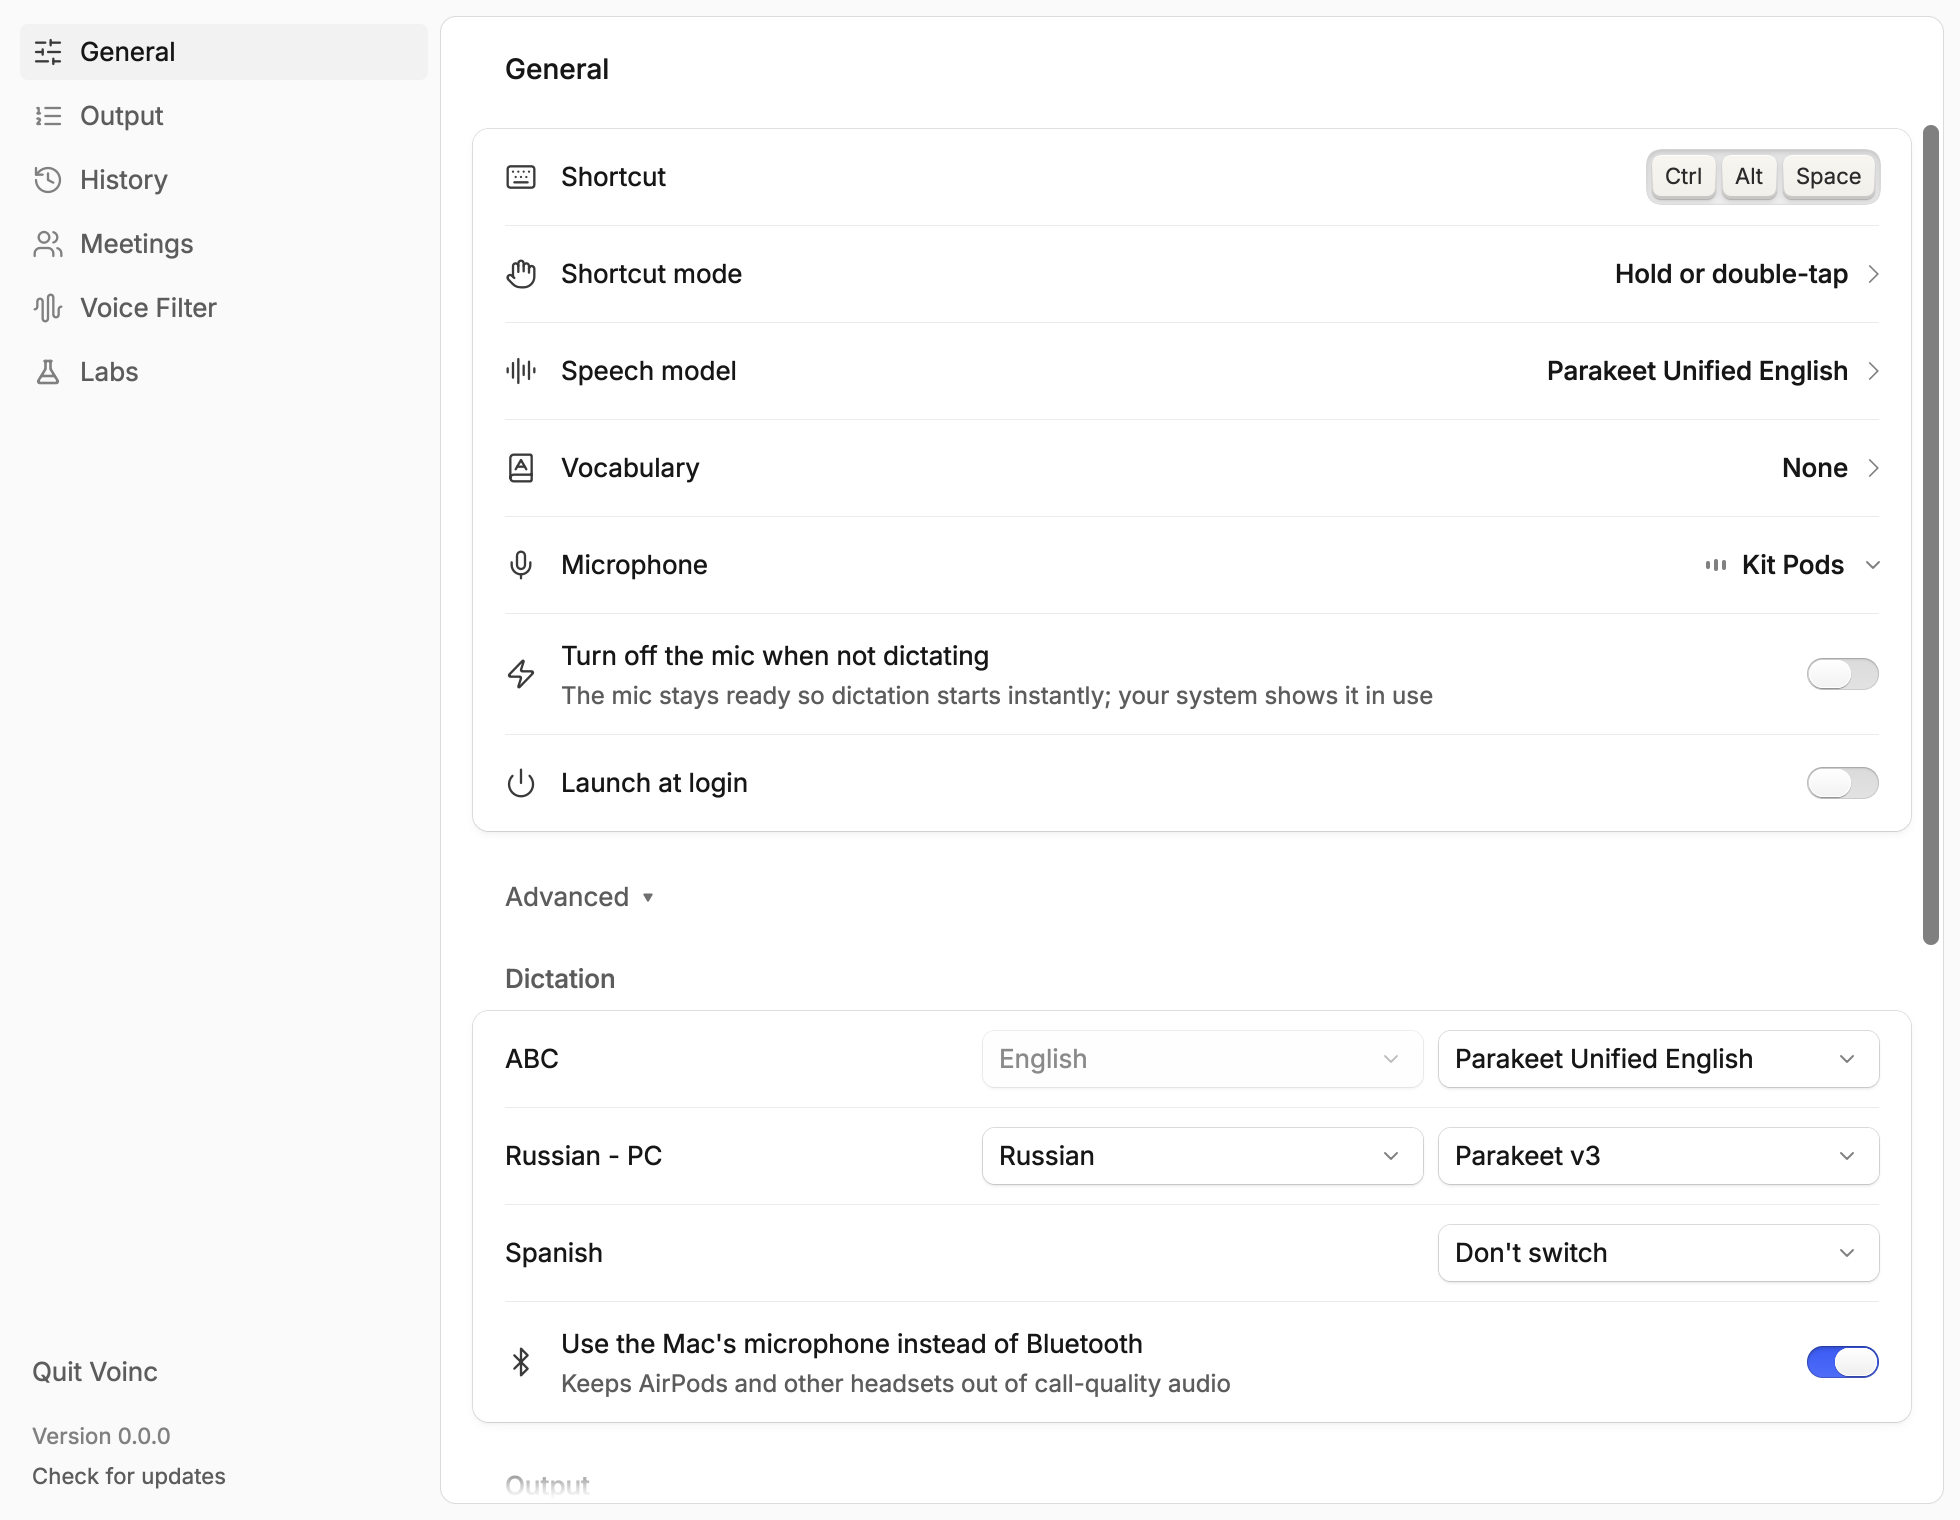 General
Output
History
Meetings
Voice Filter
Labs
Quit Voinc
Version 0.0.0
Check for updates
General
Shortcut Ctrl Alt Space
Shortcut mode Hold or double-tap
Speech model Parakeet Unified English
Vocabulary None
Microphone Kit Pods
Turn off the mic when not dictating
The mic stays ready so dictation starts instantly; your system shows it in use
Launch at login
Advanced
Dictation
ABC English Parakeet Unified English
Russian - PC Russian Parakeet v3
Spanish Don't switch
Use the Mac's microphone instead of Bluetooth
Keeps AirPods and other headsets out of call-quality audio
Output